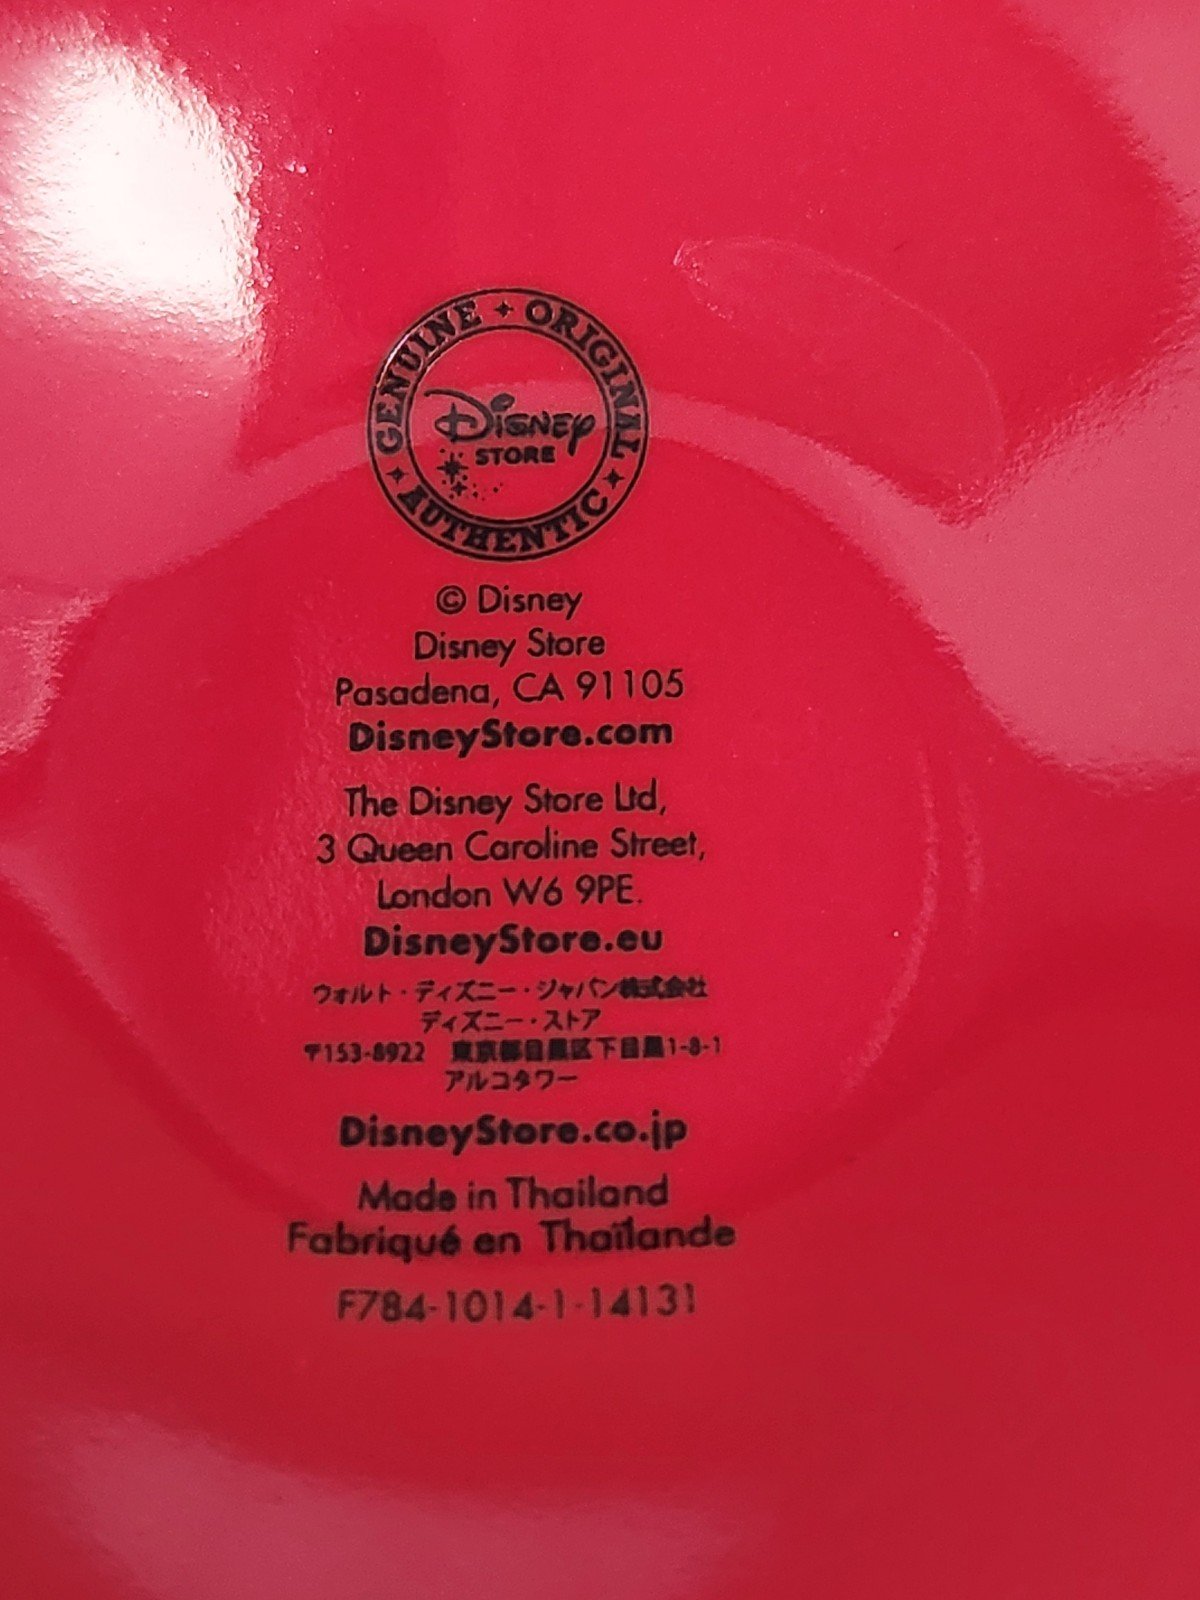 GENUINE ORIGINAL AUTHENTIC
Disney
STORE
© Disney
Disney Store
Pasadena, CA 91105
DisneyStore.com
The Disney Store Ltd,
3 Queen Caroline Street,
London W6 9PE.
DisneyStore.eu
ウォルト・ディズニー・ジャパン株式会社
ディズニー・ストア
〒153-8922 東京都目黒区下目黒1-8-1
アルコタワー
DisneyStore.co.jp
Made in Thailand
Fabriqué en Thaïlande
F784-1014-1-14131